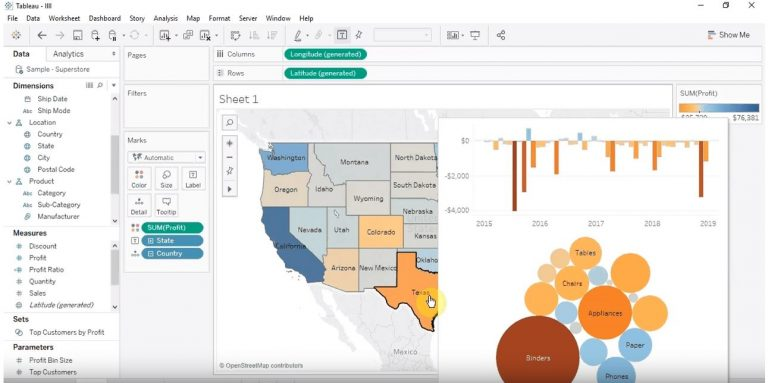 Tableau - llll
File Worksheet Dashboard Story Analysis Map Format Server Window Help
Show Me
Data
Analytics
Sample - Superstore
Dimensions
Ship Date
Abc Ship Mode
Location
Country
State
City
Postal Code
Product
Abc Category
Abc Sub-Category
Manufacturer
Measures
# Discount
# Profit
# Profit Ratio
# Quantity
# Sales
Latitude (generated)
Sets
Top Customers by Profit
Parameters
# Profit Bin Size
# Top Customers
Pages
Filters
Marks
Automatic
Color
Size
Label
Detail
Tooltip
SUM(Profit)
State
Country
Columns
Longitude (generated)
Rows
Latitude (generated)
Sheet 1
Washington
Montana
North Dakota
Oregon
Idaho
South Dakota
Wyoming
Nebraska
Nevada
Utah
Colorado
Kansas
California
Arizona
New Mexico
Oklaho
Texas
Mexico
© OpenStreetMap contributors
SUM(Profit)
$76,381
$0
-$2,000
-$4,000
2015
2016
2017
2018
2019
Tables
Chairs
Appliances
Binders
Paper
Phones